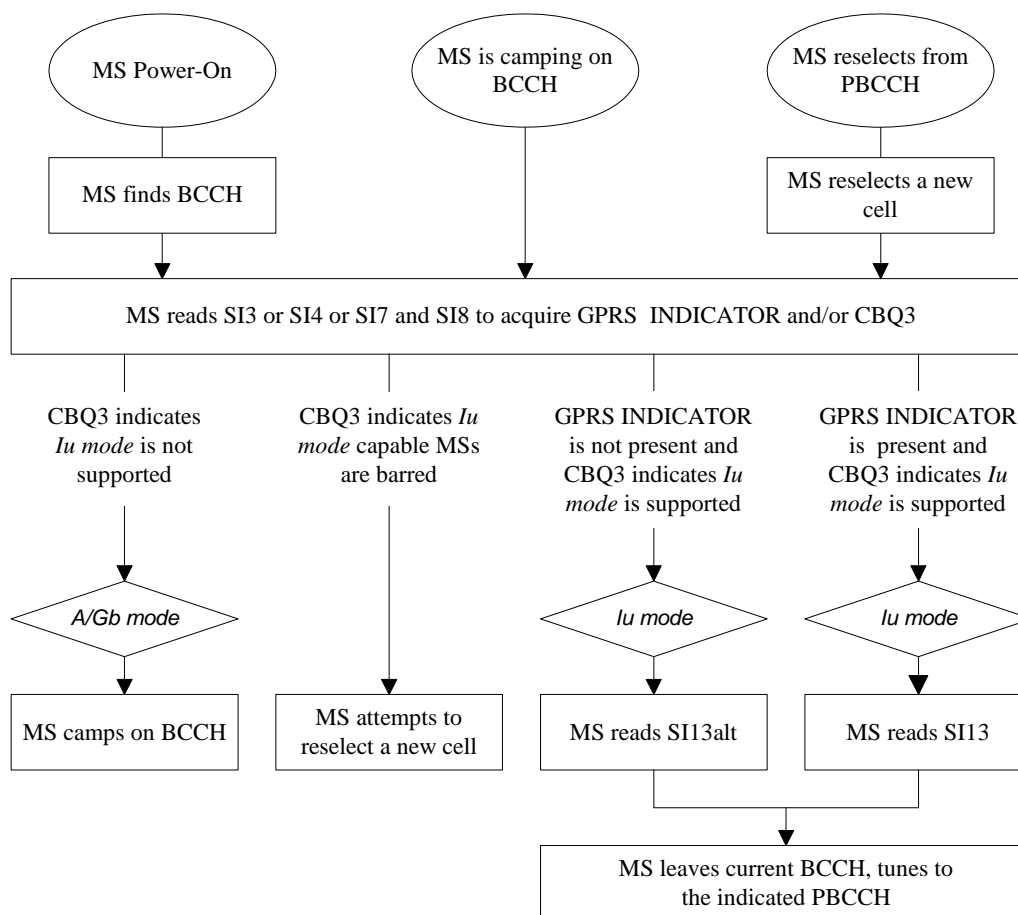 MS Power-On
MS is camping on
BCCH
MS reselects from
PBCCH
MS finds BCCH
MS reselects a new
cell
MS reads SI3 or SI4 or SI7 and SI8 to acquire GPRS  INDICATOR and/or CBQ3
CBQ3 indicates
Iu mode is not
supported
CBQ3 indicates Iu
mode capable MSs
are barred
GPRS INDICATOR
is not present and
CBQ3 indicates Iu
mode is supported
GPRS INDICATOR
is  present and
CBQ3 indicates Iu
mode is supported
A/Gb mode
Iu mode
Iu mode
MS camps on BCCH
MS attempts to
reselect a new cell
MS reads SI13alt
MS reads SI13
MS leaves current BCCH, tunes to
the indicated PBCCH